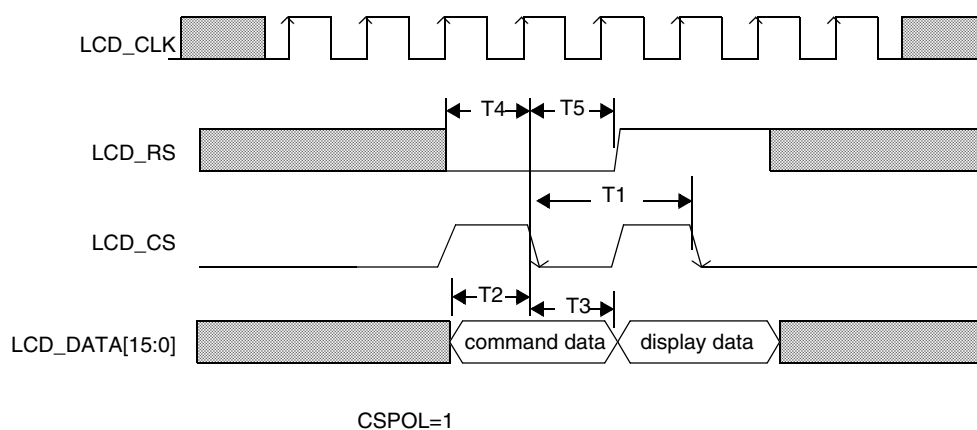 LCD_CLK
T4 T5
LCD_RS
T1
LCD_CS
T2 T3
LCD_DATA[15:0] command data display data
CSPOL=1